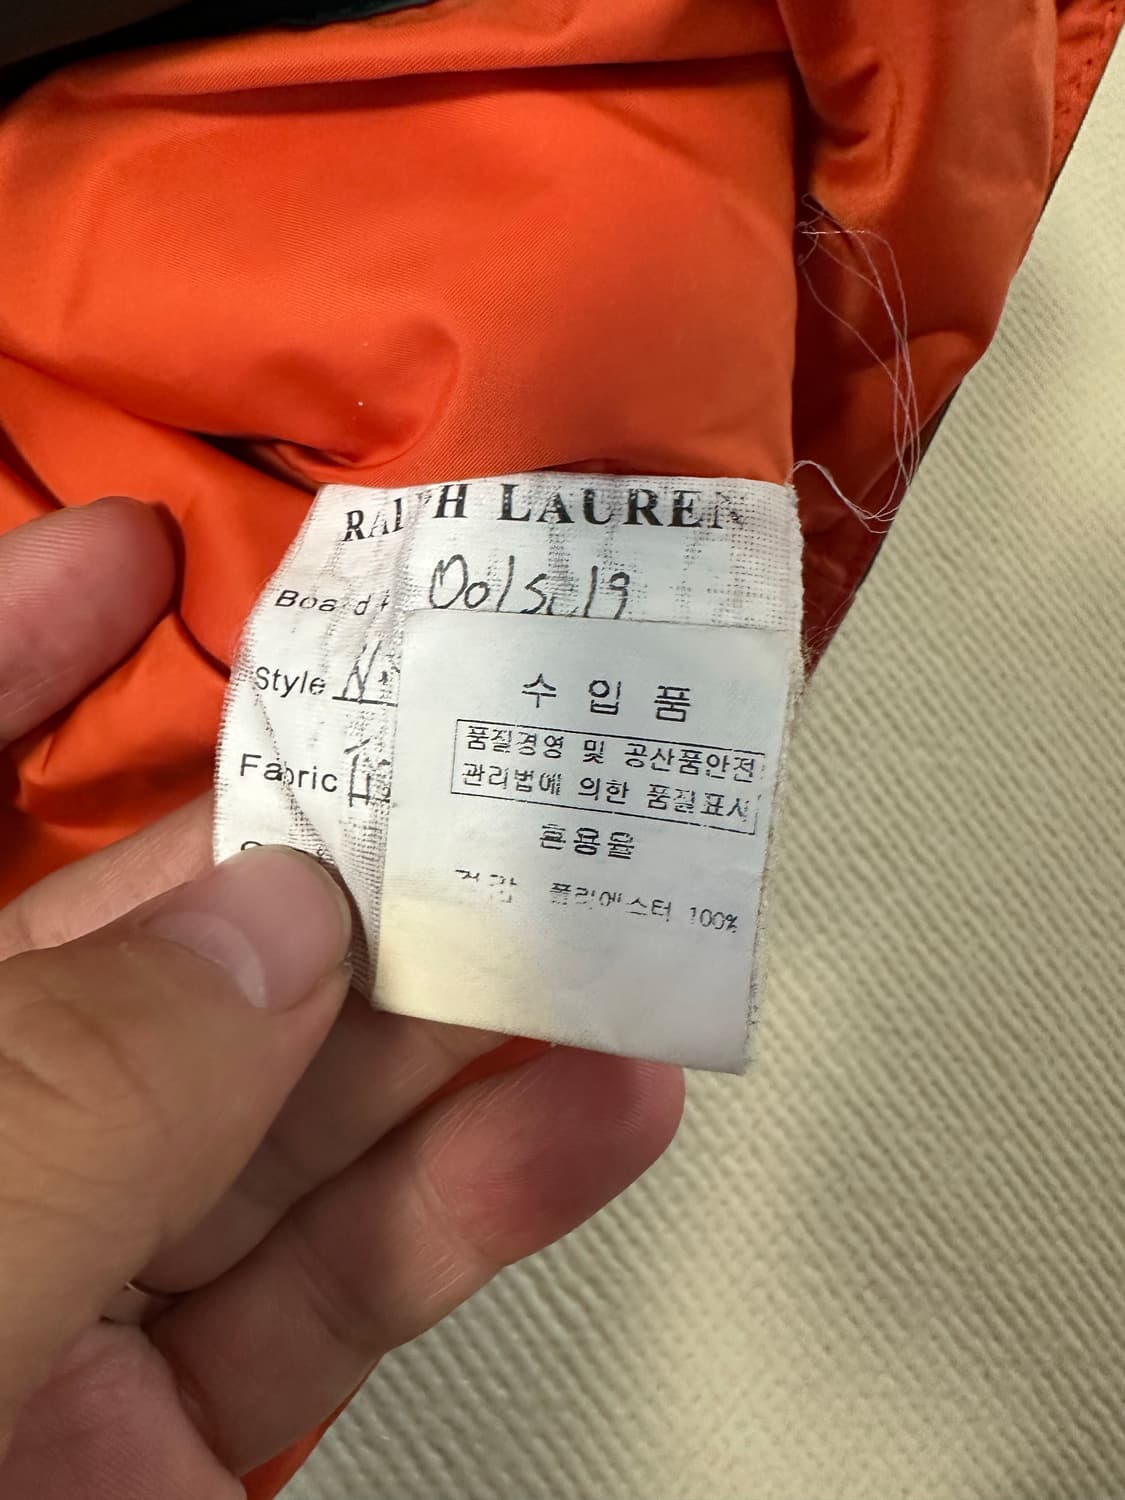 RALPH LAUREN
Board #
Style
Fabric
수입품
품질경영 및 공산품안전
관리법에 의한 품질표시
혼용율
폴리에스터 100%